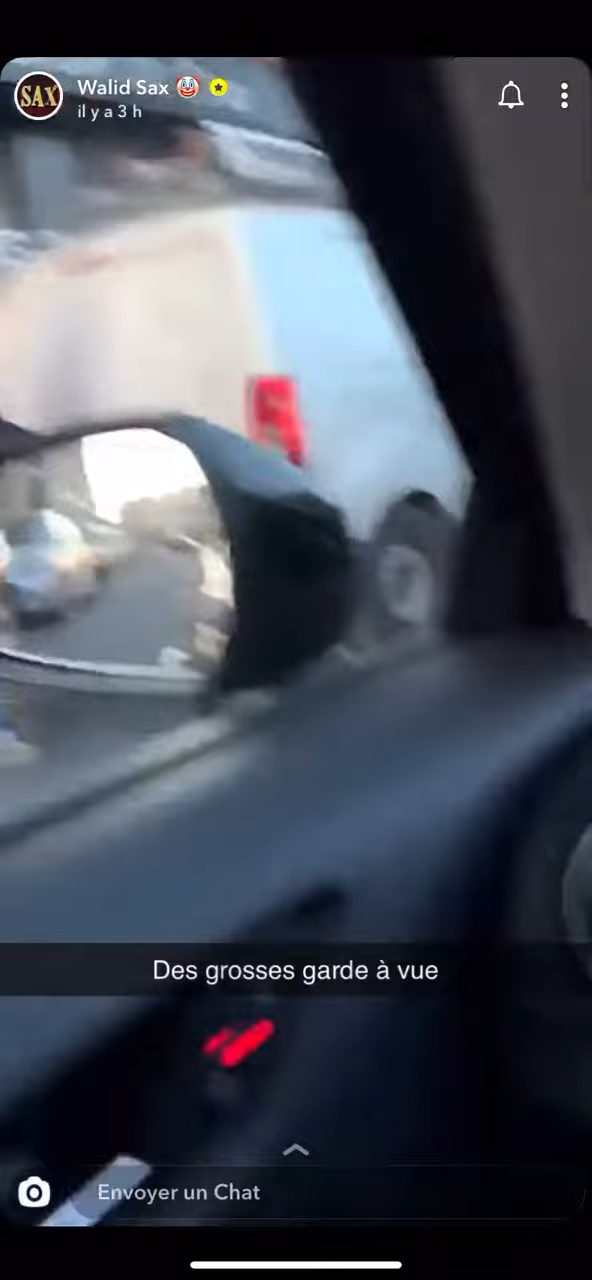 SAX
Walid Sax 🤡
il y a 3 h
Des grosses garde à vue
Envoyer un Chat